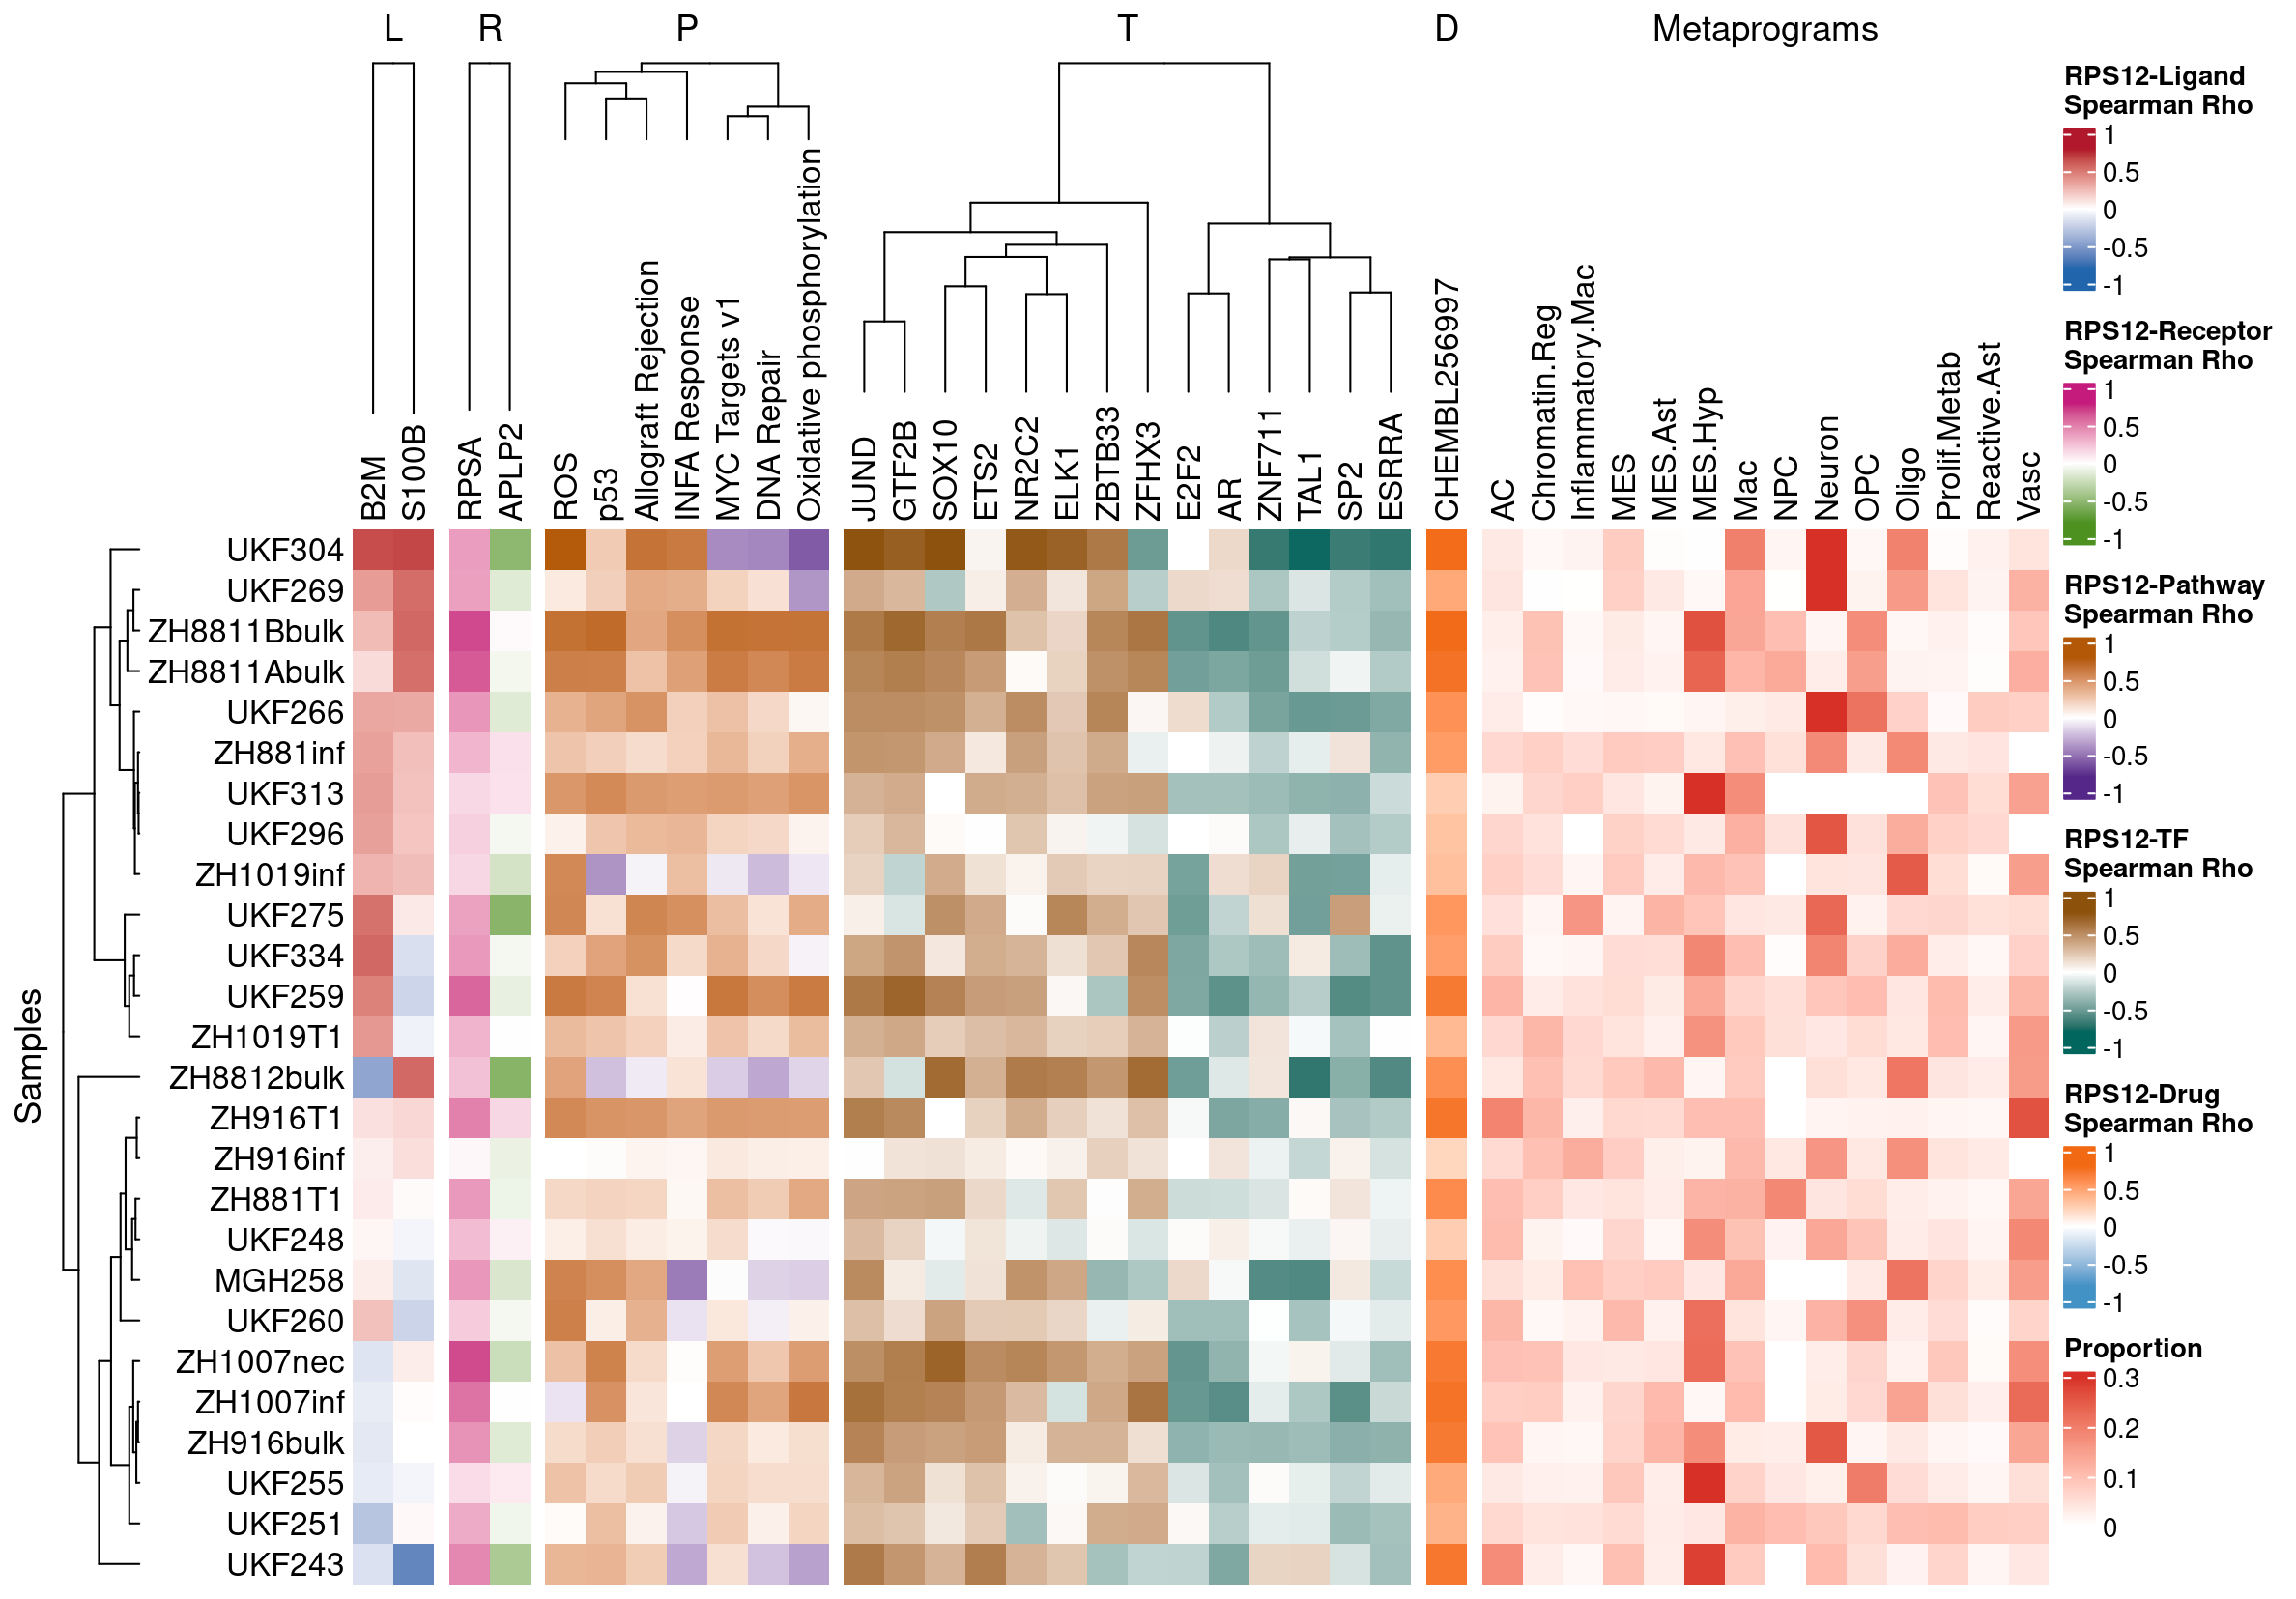 L R P T D Metaprograms
B2M
S100B
RPSA
APLP2
ROS
p53
Allograft Rejection
INFA Response
MYC Targets v1
DNA Repair
Oxidative phosphorylation
JUND
GTF2B
SOX10
ETS2
NR2C2
ELK1
ZBTB33
ZFHX3
E2F2
AR
ZNF711
TAL1
SP2
ESRRA
CHEMBL256997
AC
Chromatin.Reg
Inflammatory.Mac
MES
MES.Ast
MES.Hyp
Mac
NPC
Neuron
OPC
Oligo
Prolif.Metab
Reactive.Ast
Vasc
Samples
UKF304
UKF269
ZH8811Bbulk
ZH8811Abulk
UKF266
ZH881inf
UKF313
UKF296
ZH1019inf
UKF275
UKF334
UKF259
ZH1019T1
ZH8812bulk
ZH916T1
ZH916inf
ZH881T1
UKF248
MGH258
UKF260
ZH1007nec
ZH1007inf
ZH916bulk
UKF255
UKF251
UKF243
RPS12-Ligand
Spearman Rho
1
0.5
0
-0.5
-1
RPS12-Receptor
Spearman Rho
1
0.5
0
-0.5
-1
RPS12-Pathway
Spearman Rho
1
0.5
0
-0.5
-1
RPS12-TF
Spearman Rho
1
0.5
0
-0.5
-1
RPS12-Drug
Spearman Rho
1
0.5
0
-0.5
-1
Proportion
0.3
0.2
0.1
0